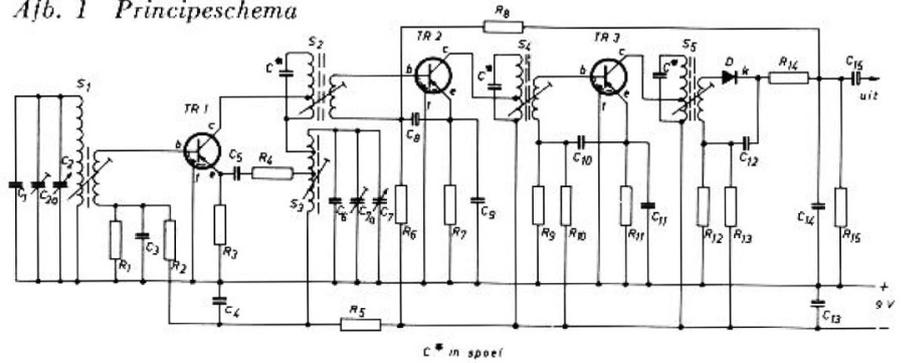 Afb. 1 Principeschema
R8
TR 2
S2
S4
TR 3
S5
c
c
C*
C*
C*
D
k
R14
C15
b
b
S1
TR 1
e
e
uit
c
f
f
C8
b
C10
C12
C5
R4
e
f
C1
C2a
C2
S3
C6
C7a
C7
R6
R7
C9
R9
R10
R11
C11
R12
R13
C14
R15
R1
C3
R2
R3
C4
R5
+
9 V
C13
−
C* in spoel